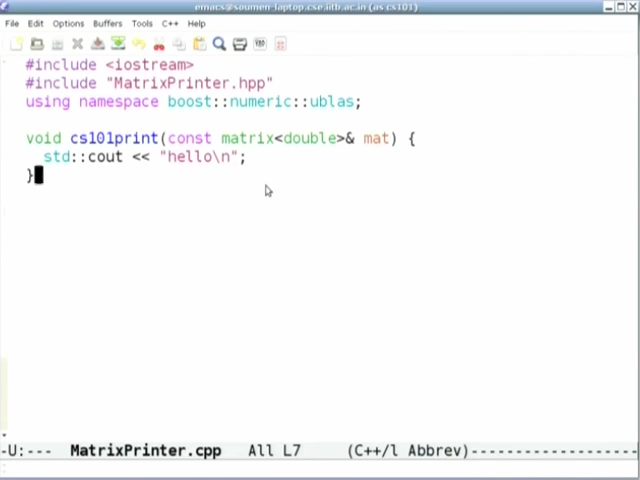 emacs@soumen-laptop.cse.iitb.ac.in (as cs101)
File Edit Options Buffers Tools C++ Help
#include <iostream>
#include "MatrixPrinter.hpp"
using namespace boost::numeric::ublas;
void cs101print(const matrix<double>& mat) {
std::cout << "hello\n";
}
-U:--- MatrixPrinter.cpp All L7 (C++/l Abbrev)-------------------